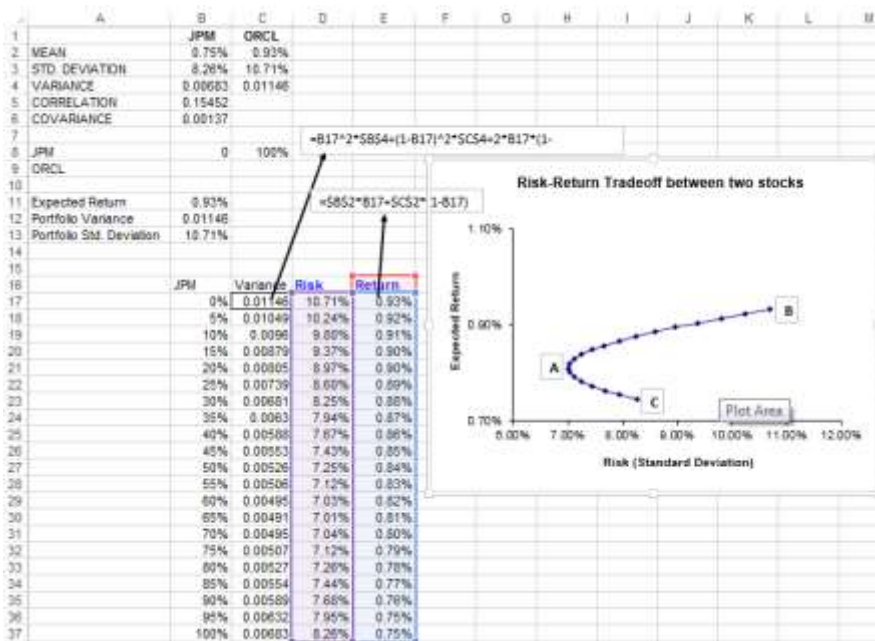 A B C D E F G H I J K L M
1 JPM ORCL
2 MEAN 0.75% 0.93%
3 STD. DEVIATION 8.26% 10.71%
4 VARIANCE 0.00683 0.01146
5 CORRELATION 0.15452
6 COVARIANCE 0.00137
7 =B17^2*$B$4+(1-B17)^2*$C$4+2*B17*(1-
8 JPM 0 100%
9 ORCL
10
11 Expected Return 0.93% =$B$2*B17+$C$2*(1-B17)
12 Portfolio Variance 0.01146
13 Portfolio Std. Deviation 10.71%
14
15
16 JPM Variance Risk Return
17 0% 0.01146 10.71% 0.93%
18 5% 0.01049 10.24% 0.92%
19 10% 0.0096 9.80% 0.91%
20 15% 0.00879 9.37% 0.90%
21 20% 0.00805 8.97% 0.90%
22 25% 0.00739 8.60% 0.89%
23 30% 0.00681 8.25% 0.88%
24 35% 0.0063 7.94% 0.87%
25 40% 0.00588 7.67% 0.86%
26 45% 0.00553 7.43% 0.85%
27 50% 0.00526 7.25% 0.84%
28 55% 0.00506 7.12% 0.83%
29 60% 0.00495 7.03% 0.82%
30 65% 0.00491 7.01% 0.81%
31 70% 0.00495 7.04% 0.80%
32 75% 0.00507 7.12% 0.79%
33 80% 0.00527 7.26% 0.78%
34 85% 0.00554 7.44% 0.77%
35 90% 0.00589 7.68% 0.76%
36 95% 0.00632 7.95% 0.75%
37 100% 0.00683 8.26% 0.75%
Risk-Return Tradeoff between two stocks
1.10%
0.90%
0.70%
Expected Return
A
B
C
Plot Area
6.00% 7.00% 8.00% 9.00% 10.00% 11.00% 12.00%
Risk (Standard Deviation)